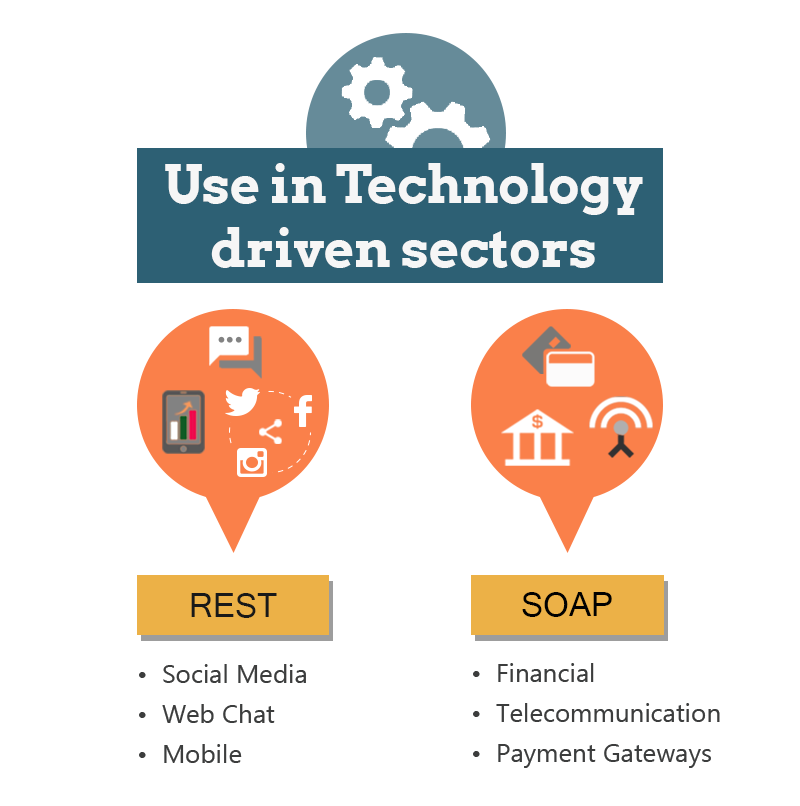 Use in Technology
driven sectors
$
REST
SOAP
• Social Media
• Web Chat
• Mobile
• Financial
• Telecommunication
• Payment Gateways